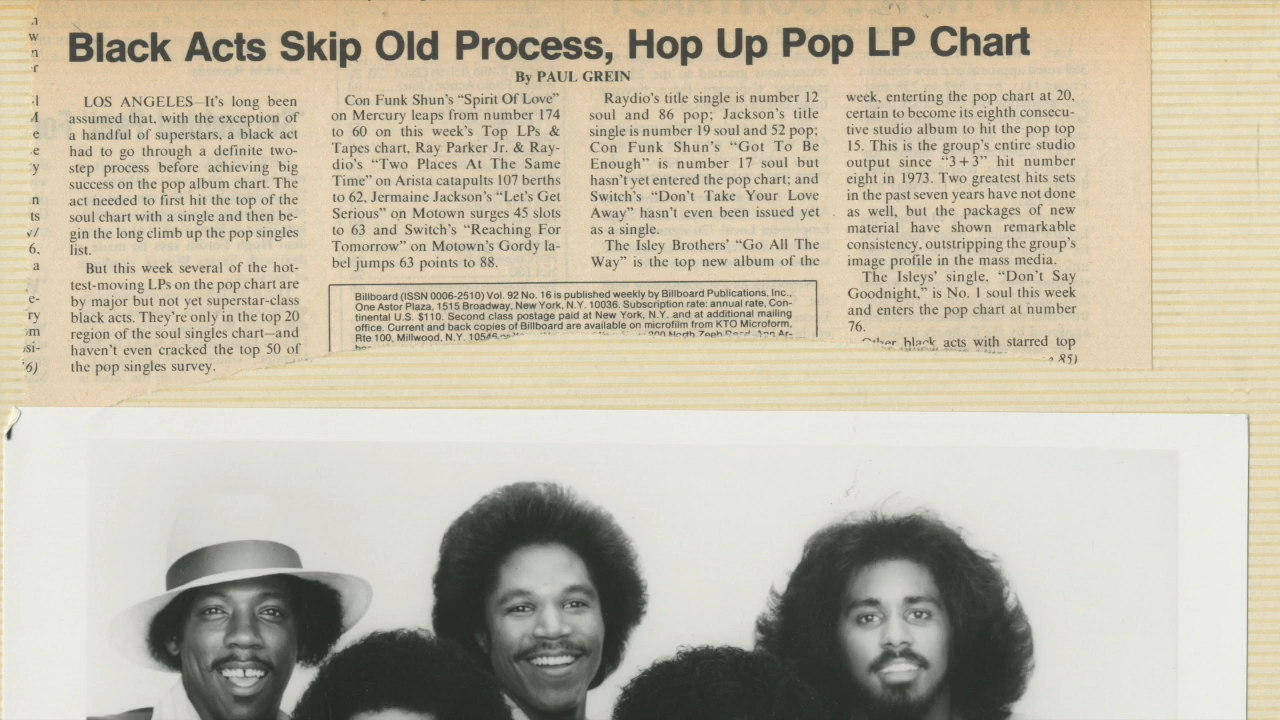 Black Acts Skip Old Process, Hop Up Pop LP Chart
By PAUL GREIN
LOS ANGELES—It's long been
assumed that, with the exception of
a handful of superstars, a black act
had to go through a definite two-
step process before achieving big
success on the pop album chart. The
act needed to first hit the top of the
soul chart with a single and then be-
gin the long climb up the pop singles
list.
But this week several of the hot-
test-moving LPs on the pop chart are
by major but not yet superstar-class
black acts. They're only in the top 20
region of the soul singles chart—and
haven't even cracked the top 50 of
the pop singles survey.
Con Funk Shun's “Spirit Of Love”
on Mercury leaps from number 174
to 60 on this week's Top LPs &
Tapes chart, Ray Parker Jr. & Ray-
dio's “Two Places At The Same
Time” on Arista catapults 107 berths
to 62, Jermaine Jackson's “Let's Get
Serious” on Motown surges 45 slots
to 63 and Switch's “Reaching For
Tomorrow” on Motown's Gordy la-
bel jumps 63 points to 88.
Raydio's title single is number 12
soul and 86 pop; Jackson's title
single is number 19 soul and 52 pop;
Con Funk Shun's “Got To Be
Enough” is number 17 soul but
hasn't yet entered the pop chart; and
Switch's “Don't Take Your Love
Away” hasn't even been issued yet
as a single.
The Isley Brothers' “Go All The
Way” is the top new album of the
week, enterting the pop chart at 20,
certain to become its eighth consecu-
tive studio album to hit the pop top
15. This is the group's entire studio
output since “3+3” hit number
eight in 1973. Two greatest hits sets
in the past seven years have not done
as well, but the packages of new
material have shown remarkable
consistency, outstripping the group's
image profile in the mass media.
The Isleys' single, “Don't Say
Goodnight,” is No. 1 soul this week
and enters the pop chart at number
76.
Other black acts with starred top
85)
Billboard (ISSN 0006-2510) Vol. 92 No. 16 is published weekly by Billboard Publications, Inc.,
One Astor Plaza, 1515 Broadway, New York, N.Y. 10036. Subscription rate: annual rate, Con-
tinental U.S. $110. Second class postage paid at New York, N.Y. and at additional mailing
office. Current and back copies of Billboard are available on microfilm from KTO Microform,
Rte 100, Millwood, N.Y. 10545